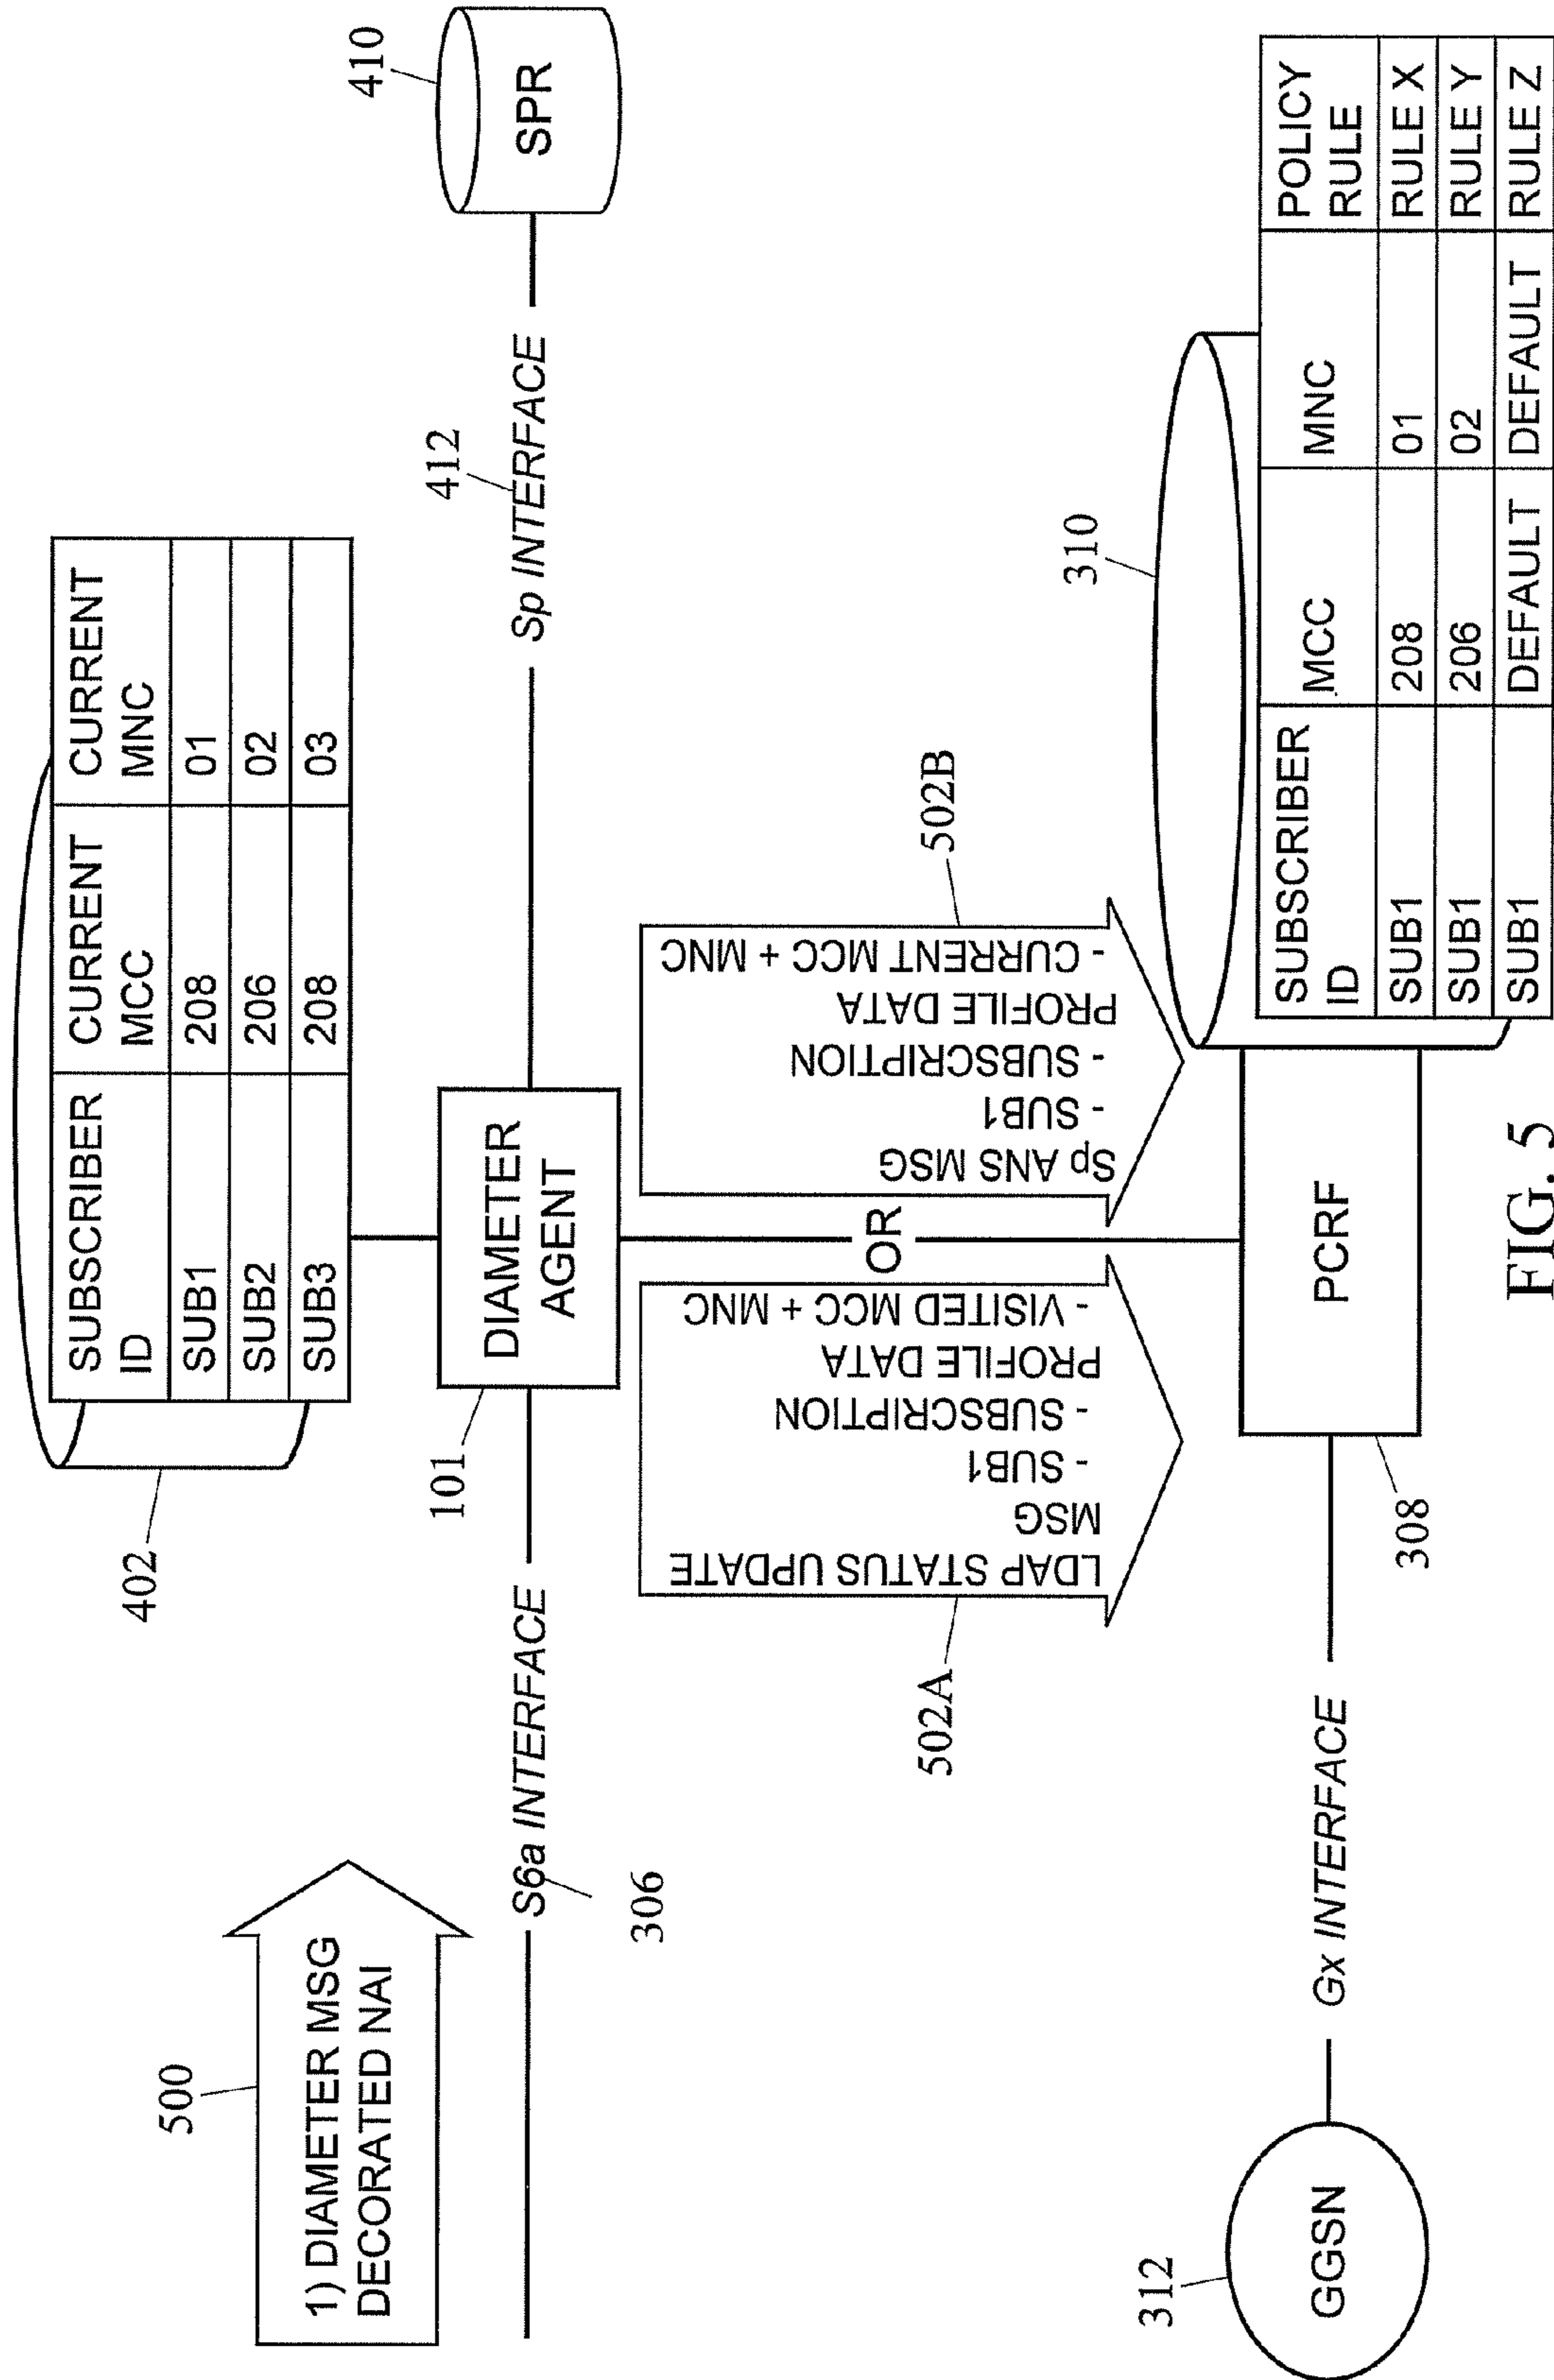 500
1) DIAMETER MSG
DECORATED NAI
402
SUBSCRIBER ID CURRENT MCC CURRENT MNC
SUB1 208 01
SUB2 206 02
SUB3 208 03
S6a INTERFACE
306
101
DIAMETER
AGENT
Sp INTERFACE
412
SPR
410
502A
LDAP STATUS UPDATE
MSG
- SUB1
- SUBSCRIPTION
PROFILE DATA
- VISITED MCC + MNC
OR
502B
Sp ANS MSG
- SUB1
- SUBSCRIPTION
PROFILE DATA
- CURRENT MCC + MNC
312
GGSN
Gx INTERFACE
PCRF
308
310
SUBSCRIBER ID MCC MNC POLICY RULE
SUB1 208 01 RULE X
SUB1 206 02 RULE Y
SUB1 DEFAULT DEFAULT RULE Z
FIG. 5